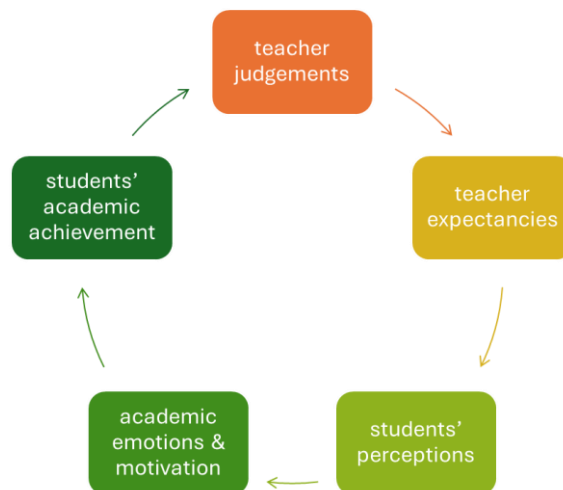 teacher
judgements
teacher
expectancies
students’
perceptions
academic
emotions &
motivation
students’
academic
achievement